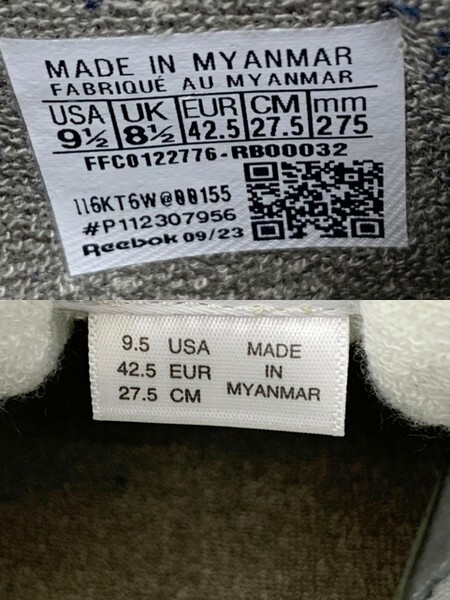 MADE IN MYANMAR
FABRIQUÉ AU MYANMAR
USA UK EUR CM mm
9½ 8½ 42.5 27.5 275
FFC0122776-RB00032
116KT6W@00155
#P112307956
Reebok 09/23
9.5 USA
42.5 EUR
27.5 CM
MADE
IN
MYANMAR